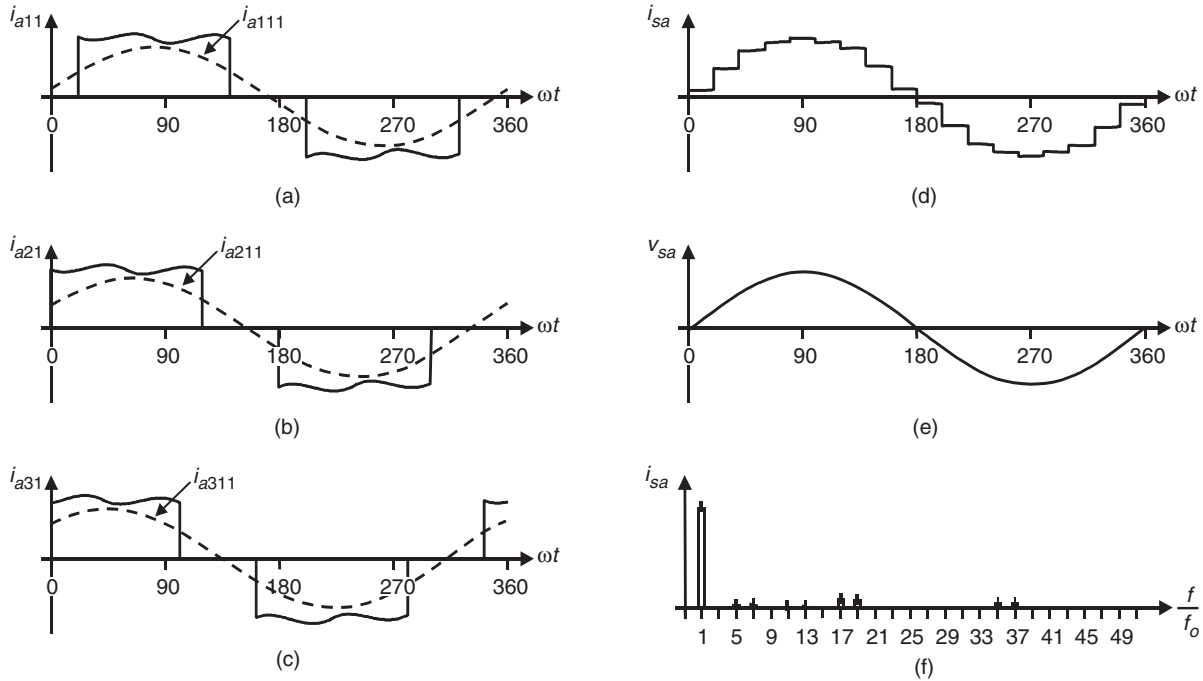 i_a11
i_a111
ωt
0 90 180 270 360
(a)
i_a21
i_a211
ωt
0 90 180 270 360
(b)
i_a31
i_a311
ωt
0 90 180 270 360
(c)
i_sa
ωt
0 90 180 270 360
(d)
v_sa
ωt
0 90 180 270 360
(e)
i_sa
f
f_o
1 5 9 13 17 21 25 29 33 37 41 45 49
(f)